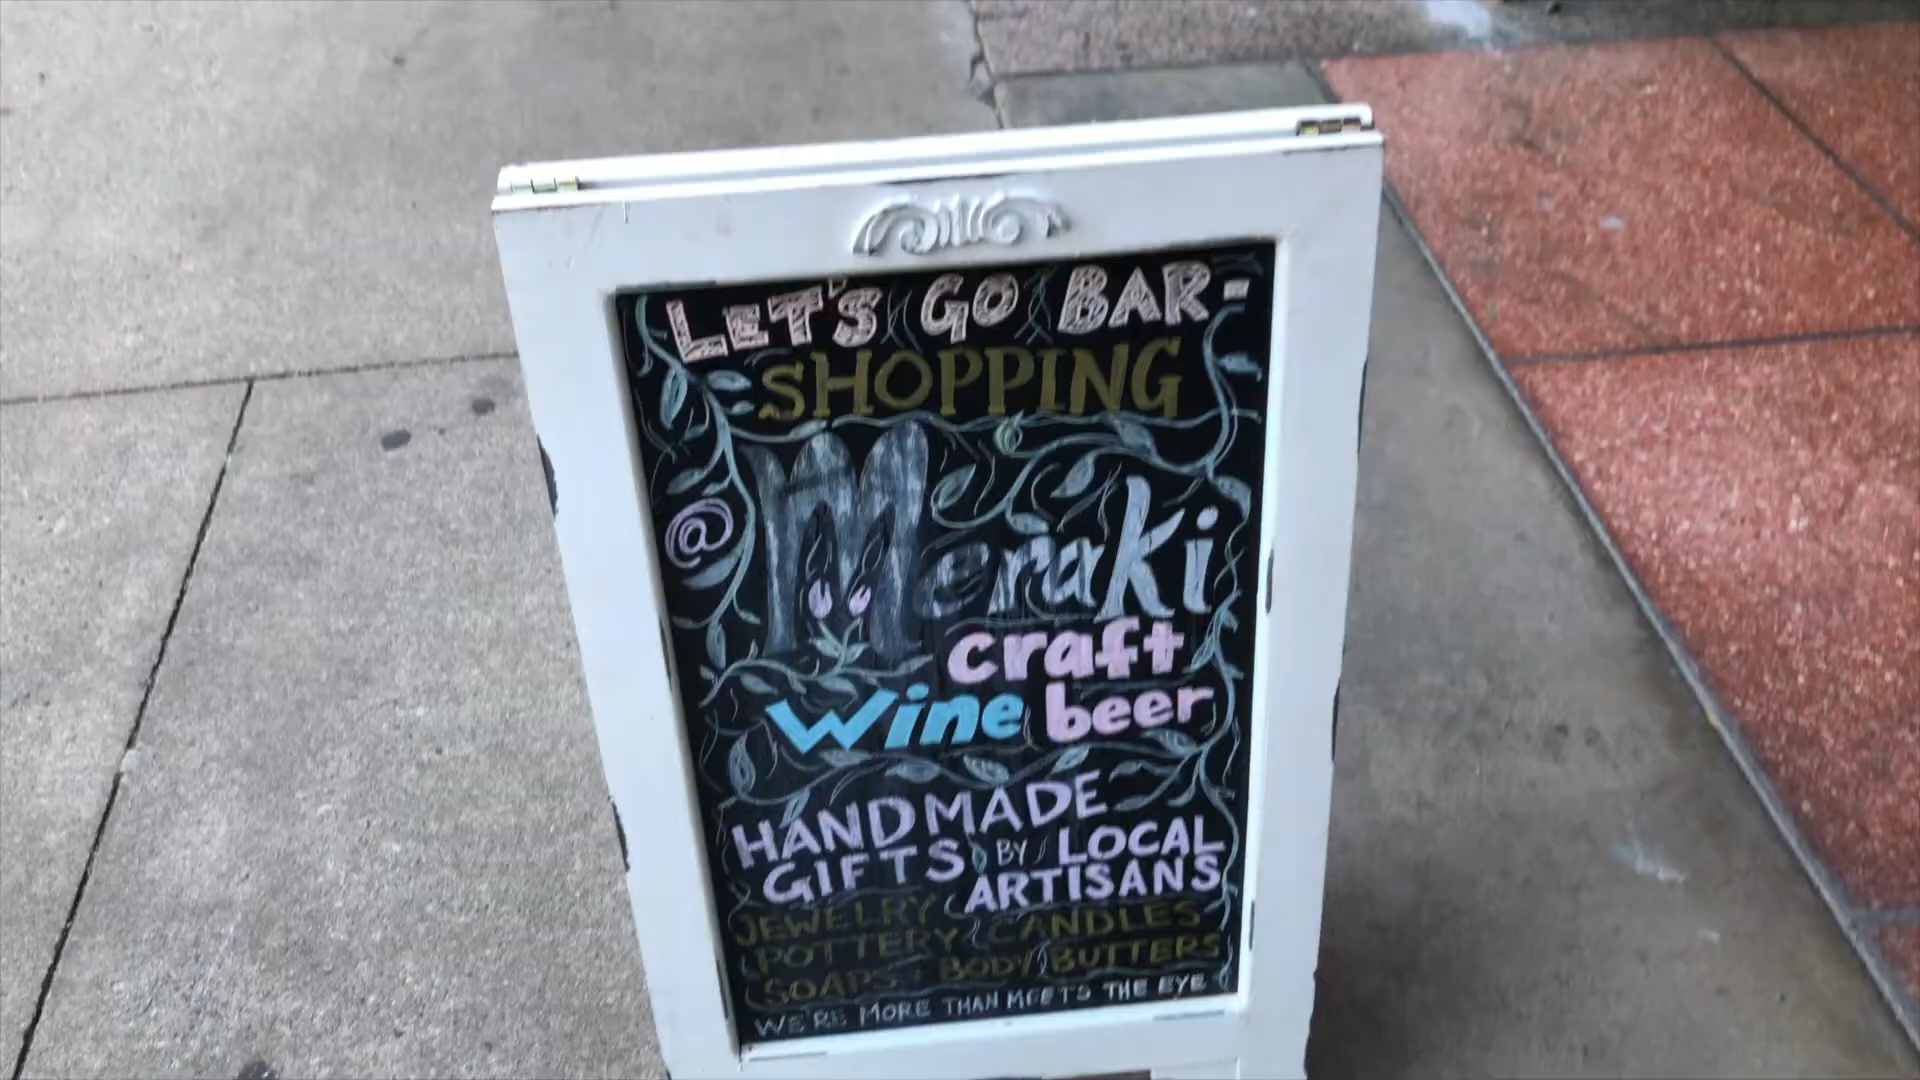 LET'S GO BAR-
SHOPPING
@ Meraki
craft
wine beer
HANDMADE
GIFTS BY LOCAL
ARTISANS
JEWELRY
CANDLES
POTTERY
SOAPS + BODY BUTTERS
WE'RE MORE THAN MEETS THE EYE